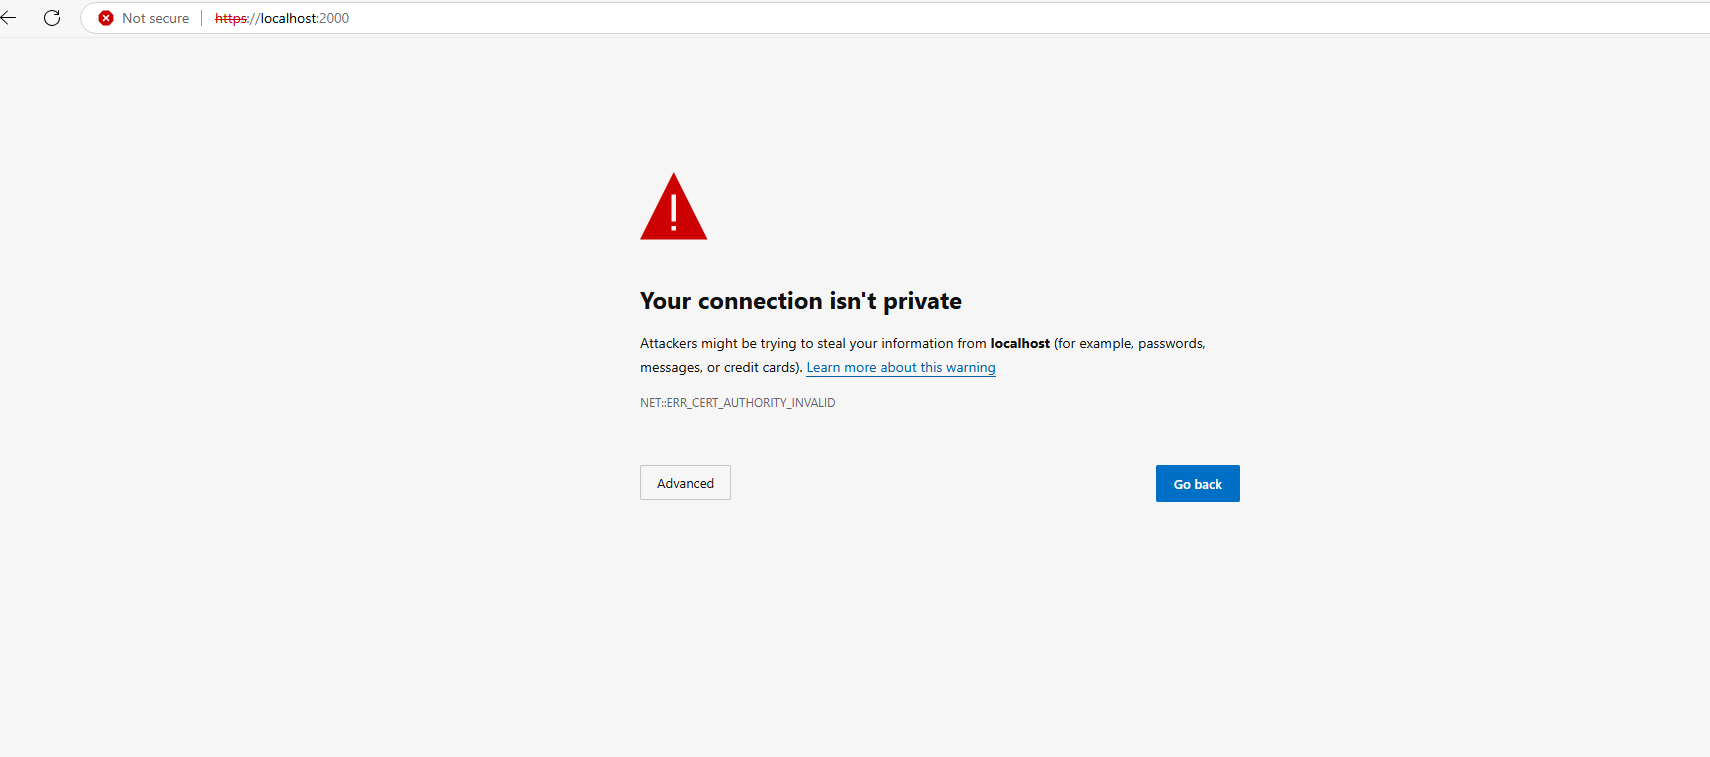 Not secure | https://localhost:2000
!
Your connection isn't private
Attackers might be trying to steal your information from localhost (for example, passwords,
messages, or credit cards). Learn more about this warning
NET::ERR_CERT_AUTHORITY_INVALID
Advanced
Go back